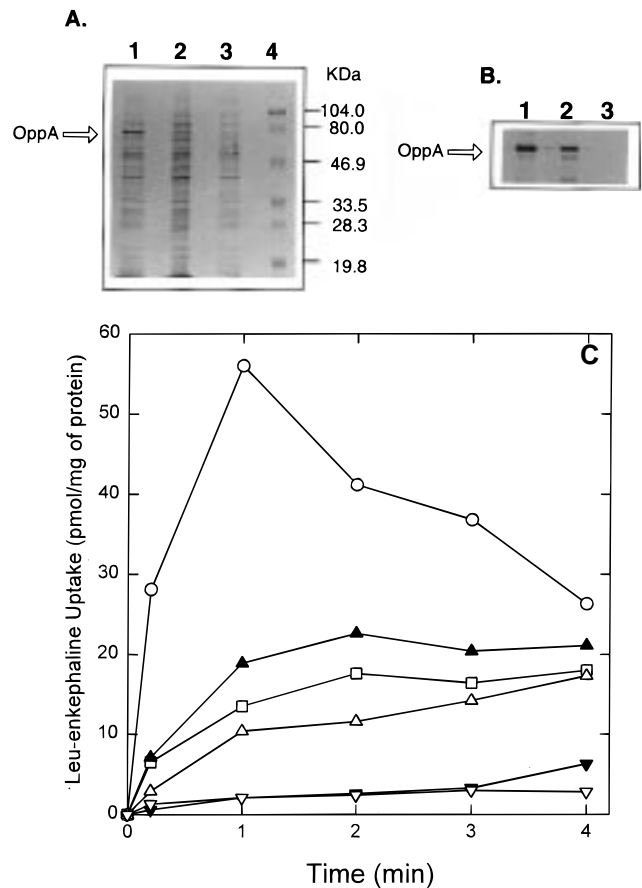 A.
1 2 3 4
KDa
OppA
104.0
80.0
46.9
33.5
28.3
19.8
B.
1 2 3
OppA
C
60
50
40
30
20
10
0
Leu-enkephaline Uptake (pmol/mg of protein)
0 1 2 3 4
Time (min)